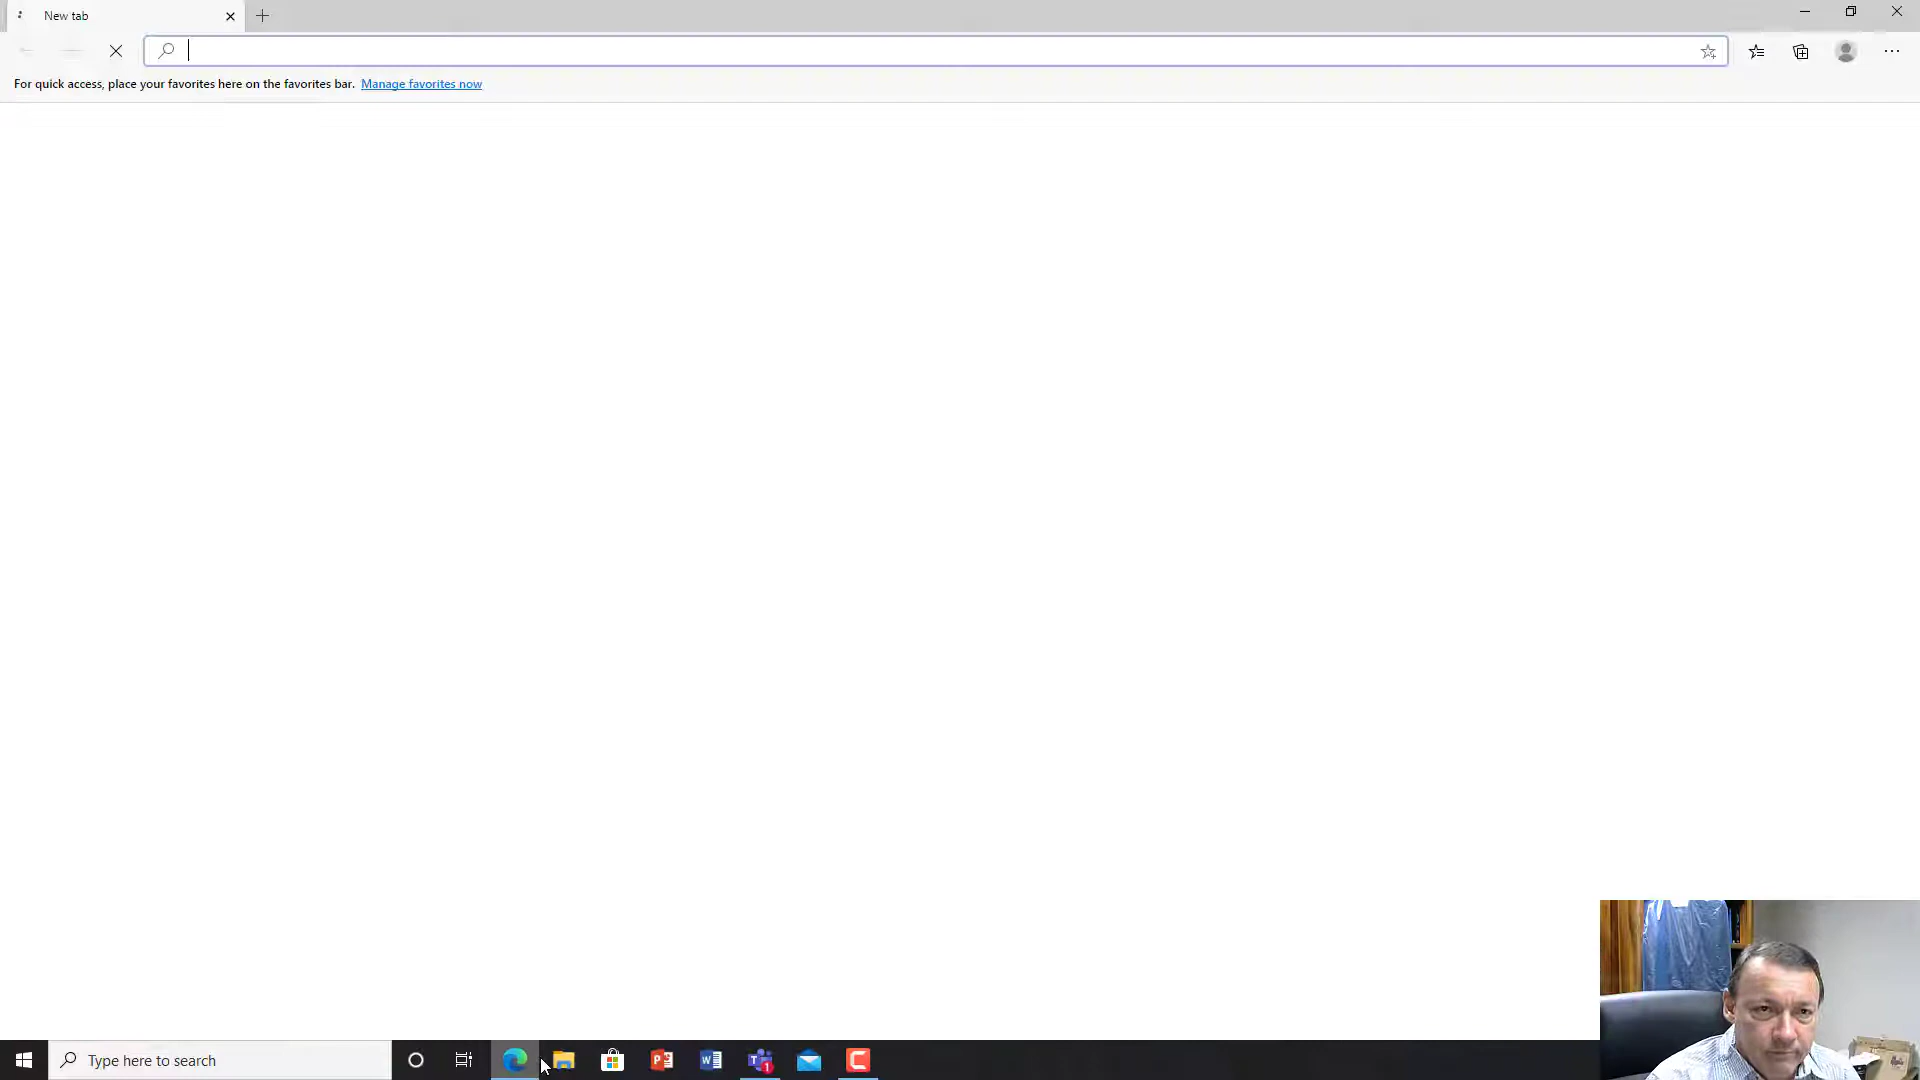 New tab
For quick access, place your favorites here on the favorites bar. Manage favorites now
Type here to search
P
W
T
1